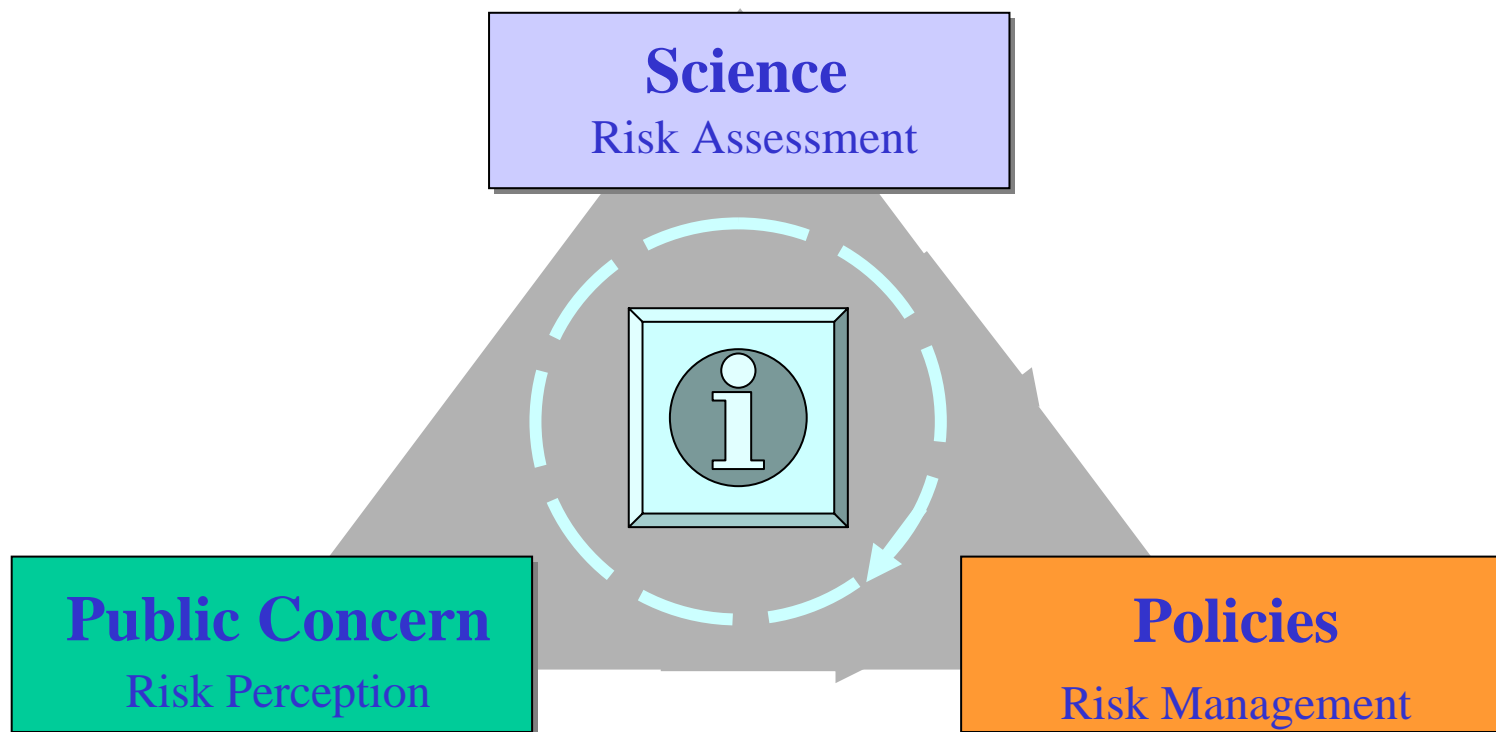 Science
Risk Assessment
i
Public Concern
Risk Perception
Policies
Risk Management